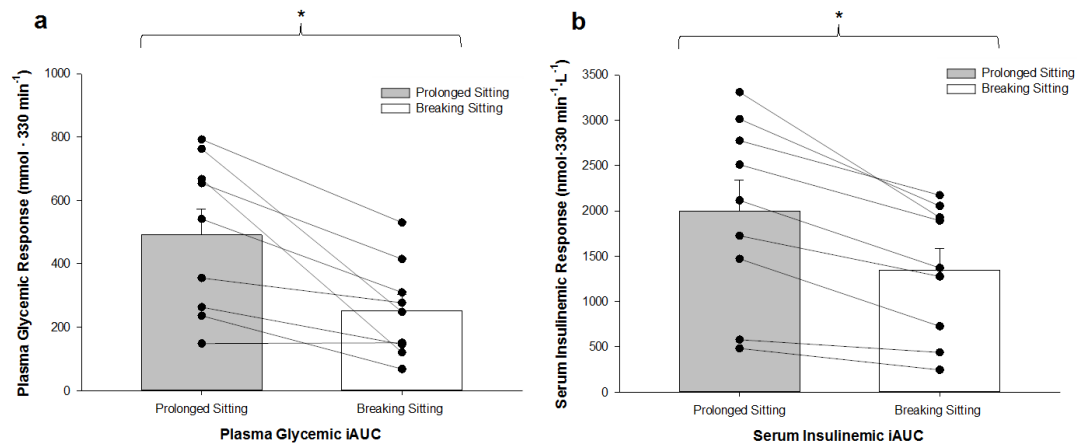 a
*
Plasma Glycemic Response (mmol · 330 min⁻¹)
1000
800
600
400
200
0
Prolonged Sitting
Breaking Sitting
Prolonged Sitting
Breaking Sitting
Plasma Glycemic iAUC
b
*
Serum Insulinemic Response (nmol·330 min⁻¹·L⁻¹)
3500
3000
2500
2000
1500
1000
500
0
Prolonged Sitting
Breaking Sitting
Prolonged Sitting
Breaking Sitting
Serum Insulinemic iAUC